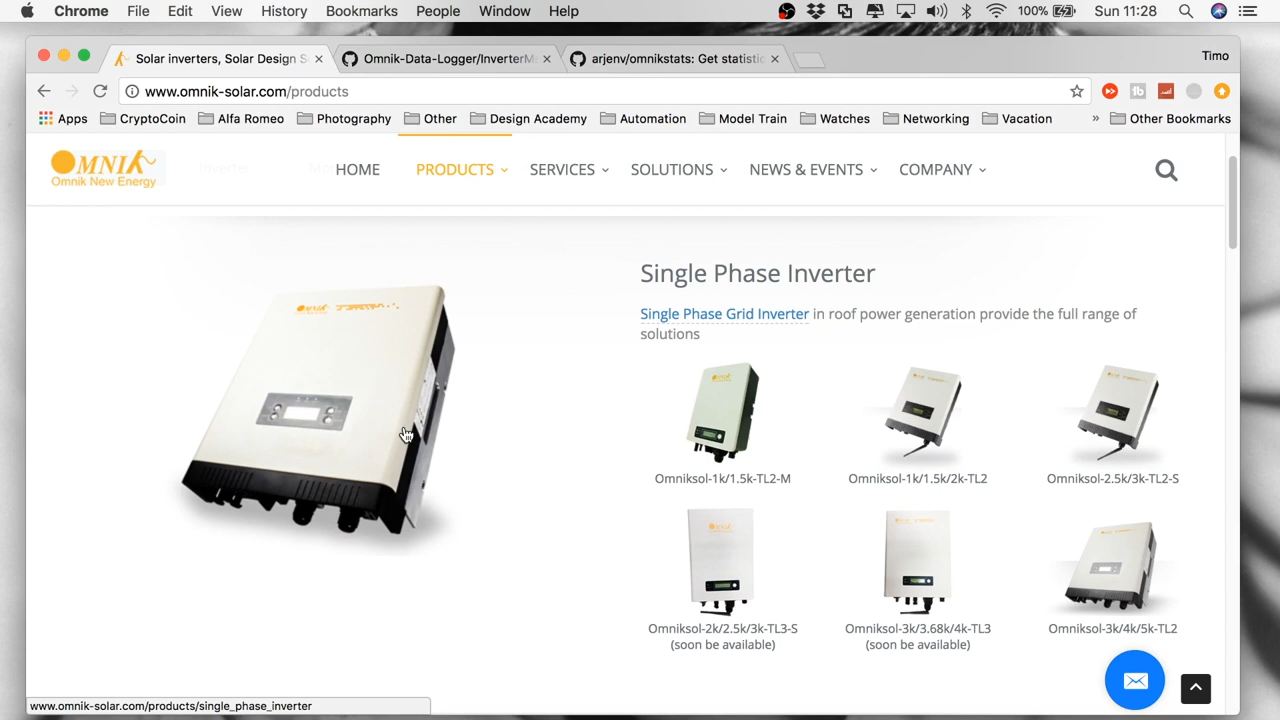 Chrome File Edit View History Bookmarks People Window Help 100% Sun 11:28
Solar inverters, Solar Design S Omnik-Data-Logger/InverterM arjenv/omnikstats: Get statistic Timo
www.omnik-solar.com/products
Apps CryptoCoin Alfa Romeo Photography Other Design Academy Automation Model Train Watches Networking Vacation » Other Bookmarks
OMNIK
Omnik New Energy
Inverter
HOME PRODUCTS SERVICES SOLUTIONS NEWS & EVENTS COMPANY
Single Phase Inverter
Single Phase Grid Inverter in roof power generation provide the full range of
solutions
Omniksol-1k/1.5k-TL2-M Omniksol-1k/1.5k/2k-TL2 Omniksol-2.5k/3k-TL2-S
Omniksol-2k/2.5k/3k-TL3-S Omniksol-3k/3.68k/4k-TL3 Omniksol-3k/4k/5k-TL2
(soon be available) (soon be available)
www.omnik-solar.com/products/single_phase_inverter